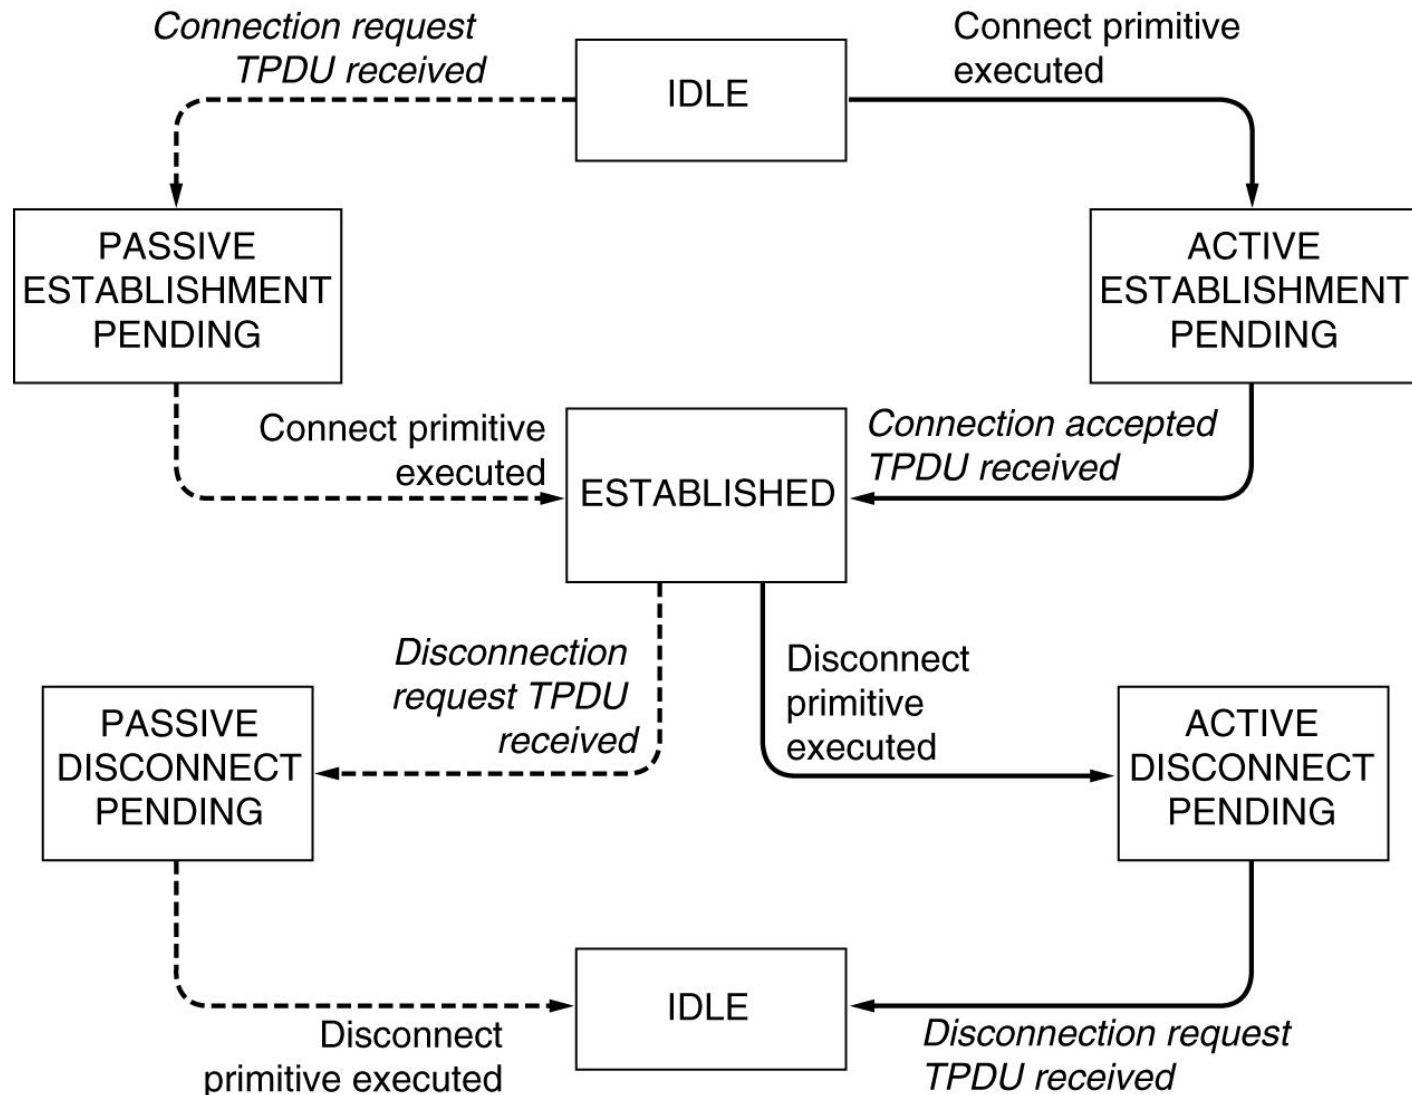 Connection request
TPDU received
IDLE
Connect primitive
executed
PASSIVE
ESTABLISHMENT
PENDING
ACTIVE
ESTABLISHMENT
PENDING
Connect primitive
executed
ESTABLISHED
Connection accepted
TPDU received
Disconnection
request TPDU
received
Disconnect
primitive
executed
PASSIVE
DISCONNECT
PENDING
ACTIVE
DISCONNECT
PENDING
Disconnect
primitive executed
IDLE
Disconnection request
TPDU received